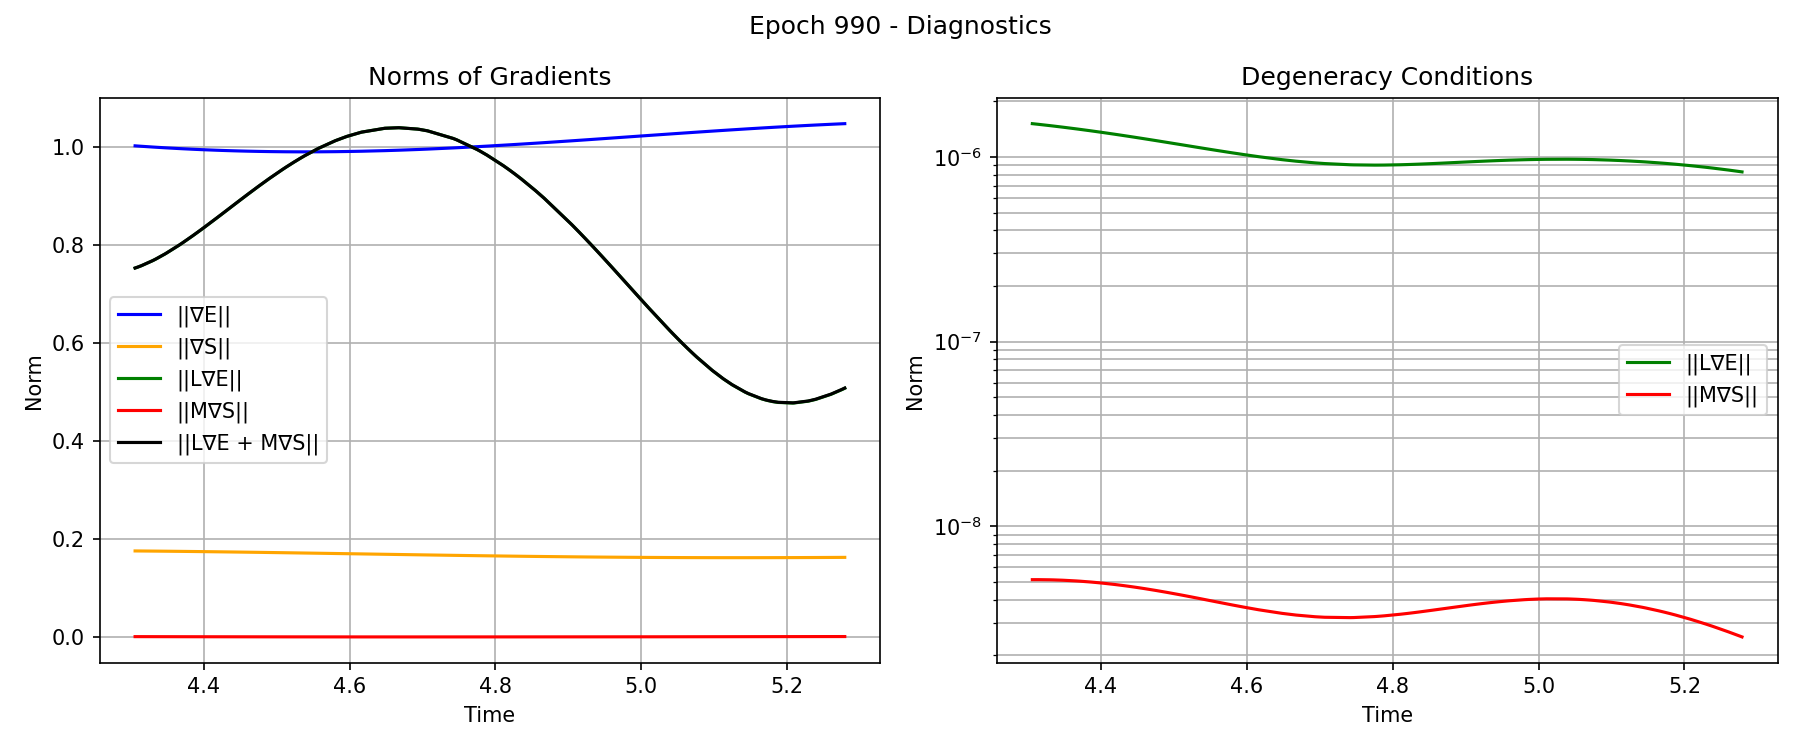 Epoch 990 - Diagnostics
Norms of Gradients
Norm
1.0
0.8
0.6
0.4
0.2
0.0
||∇E||
||∇S||
||L∇E||
||M∇S||
||L∇E + M∇S||
4.4 4.6 4.8 5.0 5.2
Time
Degeneracy Conditions
Norm
10⁻⁶
10⁻⁷
10⁻⁸
||L∇E||
||M∇S||
4.4 4.6 4.8 5.0 5.2
Time